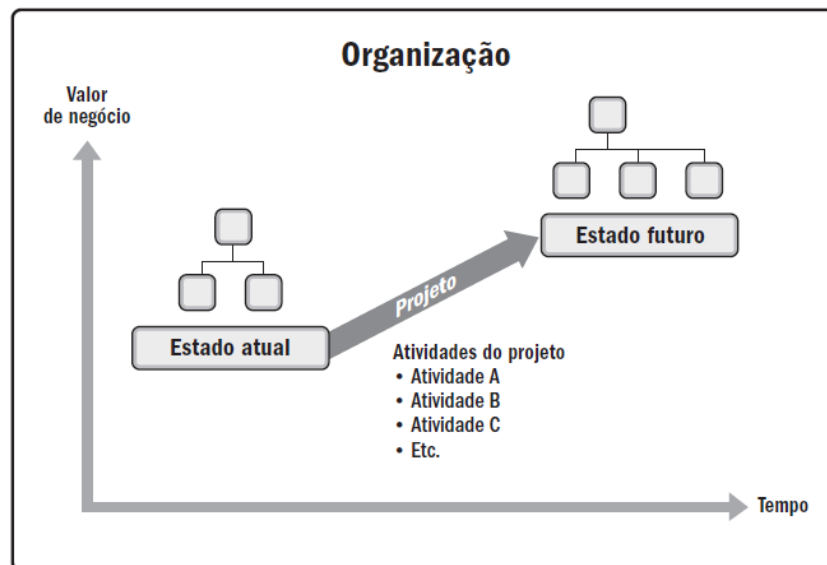 Organização
Valor
de negócio
Estado futuro
Projeto
Estado atual
Atividades do projeto
• Atividade A
• Atividade B
• Atividade C
• Etc.
Tempo